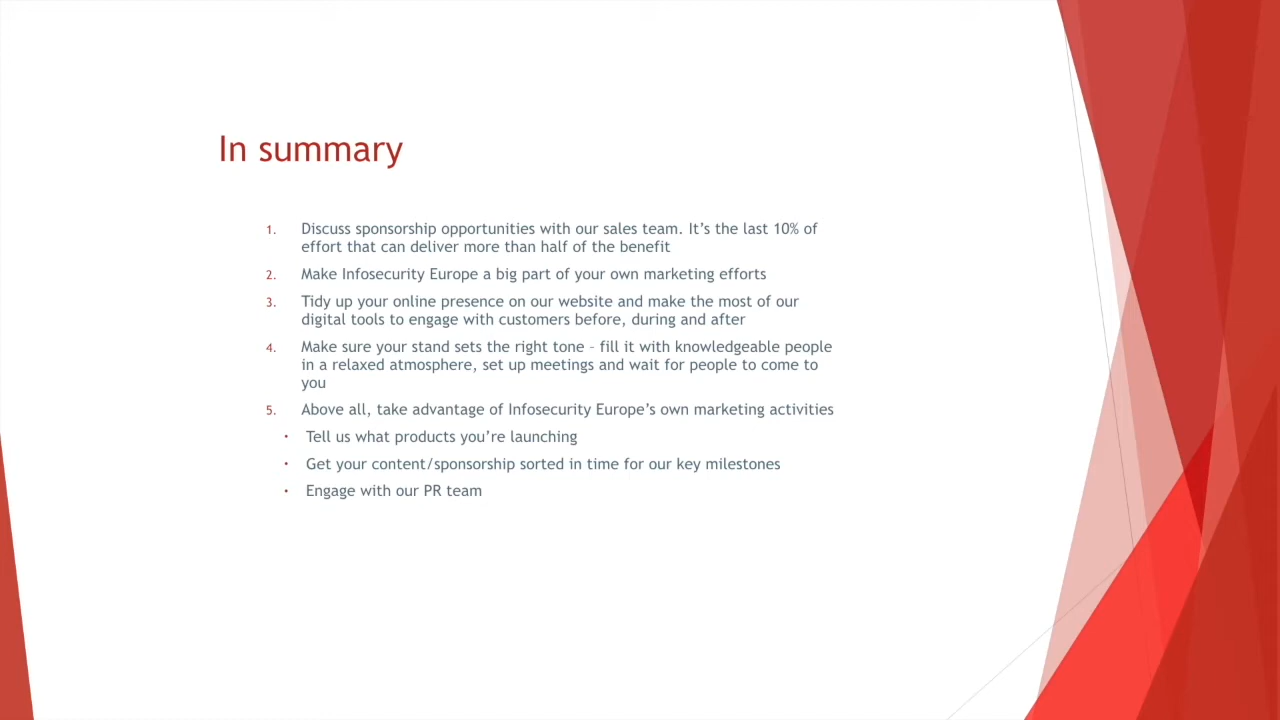 In summary
1. Discuss sponsorship opportunities with our sales team. It’s the last 10% of
effort that can deliver more than half of the benefit
2. Make Infosecurity Europe a big part of your own marketing efforts
3. Tidy up your online presence on our website and make the most of our
digital tools to engage with customers before, during and after
4. Make sure your stand sets the right tone – fill it with knowledgeable people
in a relaxed atmosphere, set up meetings and wait for people to come to
you
5. Above all, take advantage of Infosecurity Europe’s own marketing activities
• Tell us what products you’re launching
• Get your content/sponsorship sorted in time for our key milestones
• Engage with our PR team